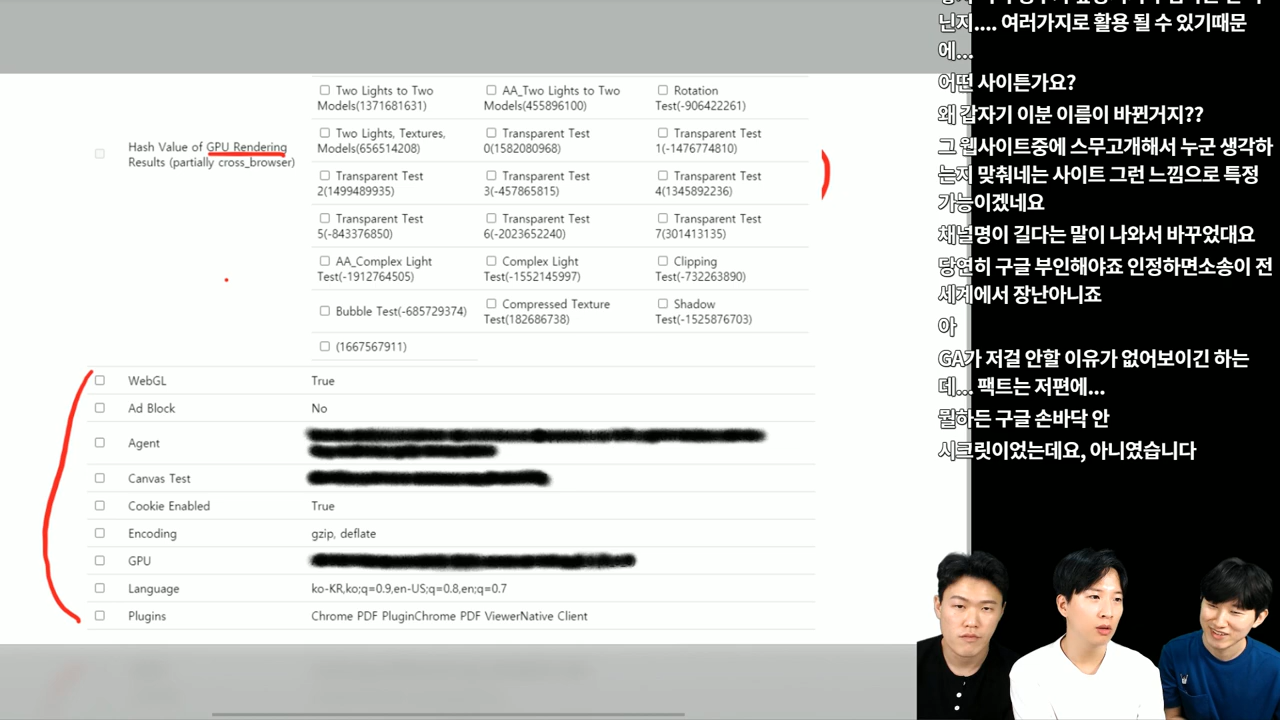 Two Lights to Two Models(1371681631)
AA_Two Lights to Two Models(455896100)
Rotation Test(-906422261)
Hash Value of GPU Rendering
Results (partially cross_browser)
Two Lights, Textures, Models(656514208)
Transparent Test 0(1582080968)
Transparent Test 1(-1476774810)
Transparent Test 2(1499489935)
Transparent Test 3(-457865815)
Transparent Test 4(1345892236)
Transparent Test 5(-843376850)
Transparent Test 6(-2023652240)
Transparent Test 7(301413135)
AA_Complex Light Test(-1912764505)
Complex Light Test(-1552145997)
Clipping Test(-732263890)
Bubble Test(-685729374)
Compressed Texture Test(182686738)
Shadow Test(-1525876703)
(1667567911)
WebGL True
Ad Block No
Agent
Canvas Test
Cookie Enabled True
Encoding gzip, deflate
GPU
Language ko-KR,ko;q=0.9,en-US;q=0.8,en;q=0.7
Plugins Chrome PDF PluginChrome PDF ViewerNative Client
닌지.... 여러가지로 활용 될 수 있기때문
에...
어떤 사이튼가요?
왜 갑자기 이분 이름이 바뀐거지??
그 웹사이트중에 스무고개해서 누군 생각하
는지 맞춰네는 사이트 그런 느낌으로 특정
가능이겠네요
채널명이 길다는 말이 나와서 바꾸었대요
당연히 구글 부인해야죠 인정하면소송이 전
세계에서 장난아니죠
아
GA가 저걸 안할 이유가 없어보이긴 하는
데... 팩트는 저편에...
뭘하든 구글 손바닥 안
시크릿이었는데요, 아니였습니다